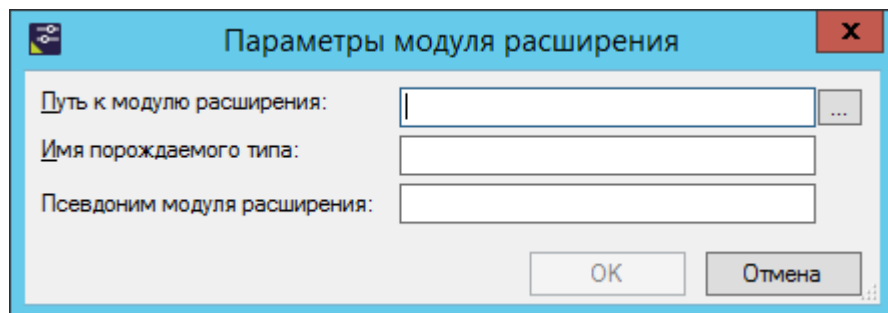 Параметры модуля расширения
x
Путь к модулю расширения:
...
Имя порождаемого типа:
Псевдоним модуля расширения:
OK
Отмена